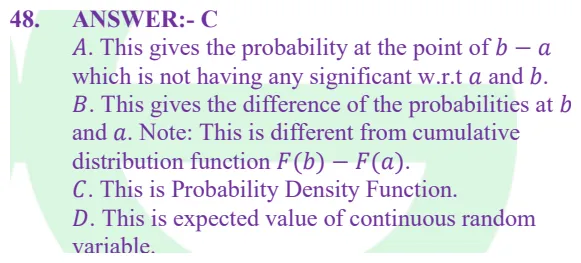 48. ANSWER:- C
A. This gives the probability at the point of b − a
which is not having any significant w.r.t a and b.
B. This gives the difference of the probabilities at b
and a. Note: This is different from cumulative
distribution function F(b) − F(a).
C. This is Probability Density Function.
D. This is expected value of continuous random
variable.